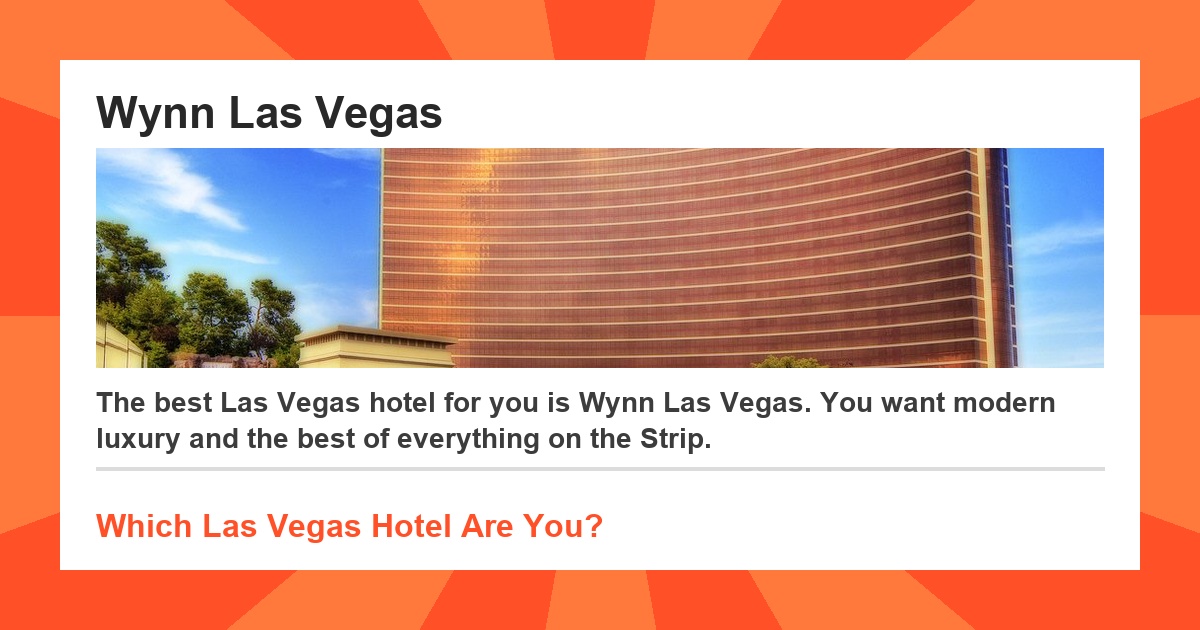 Wynn Las Vegas
The best Las Vegas hotel for you is Wynn Las Vegas. You want modern
luxury and the best of everything on the Strip.
Which Las Vegas Hotel Are You?